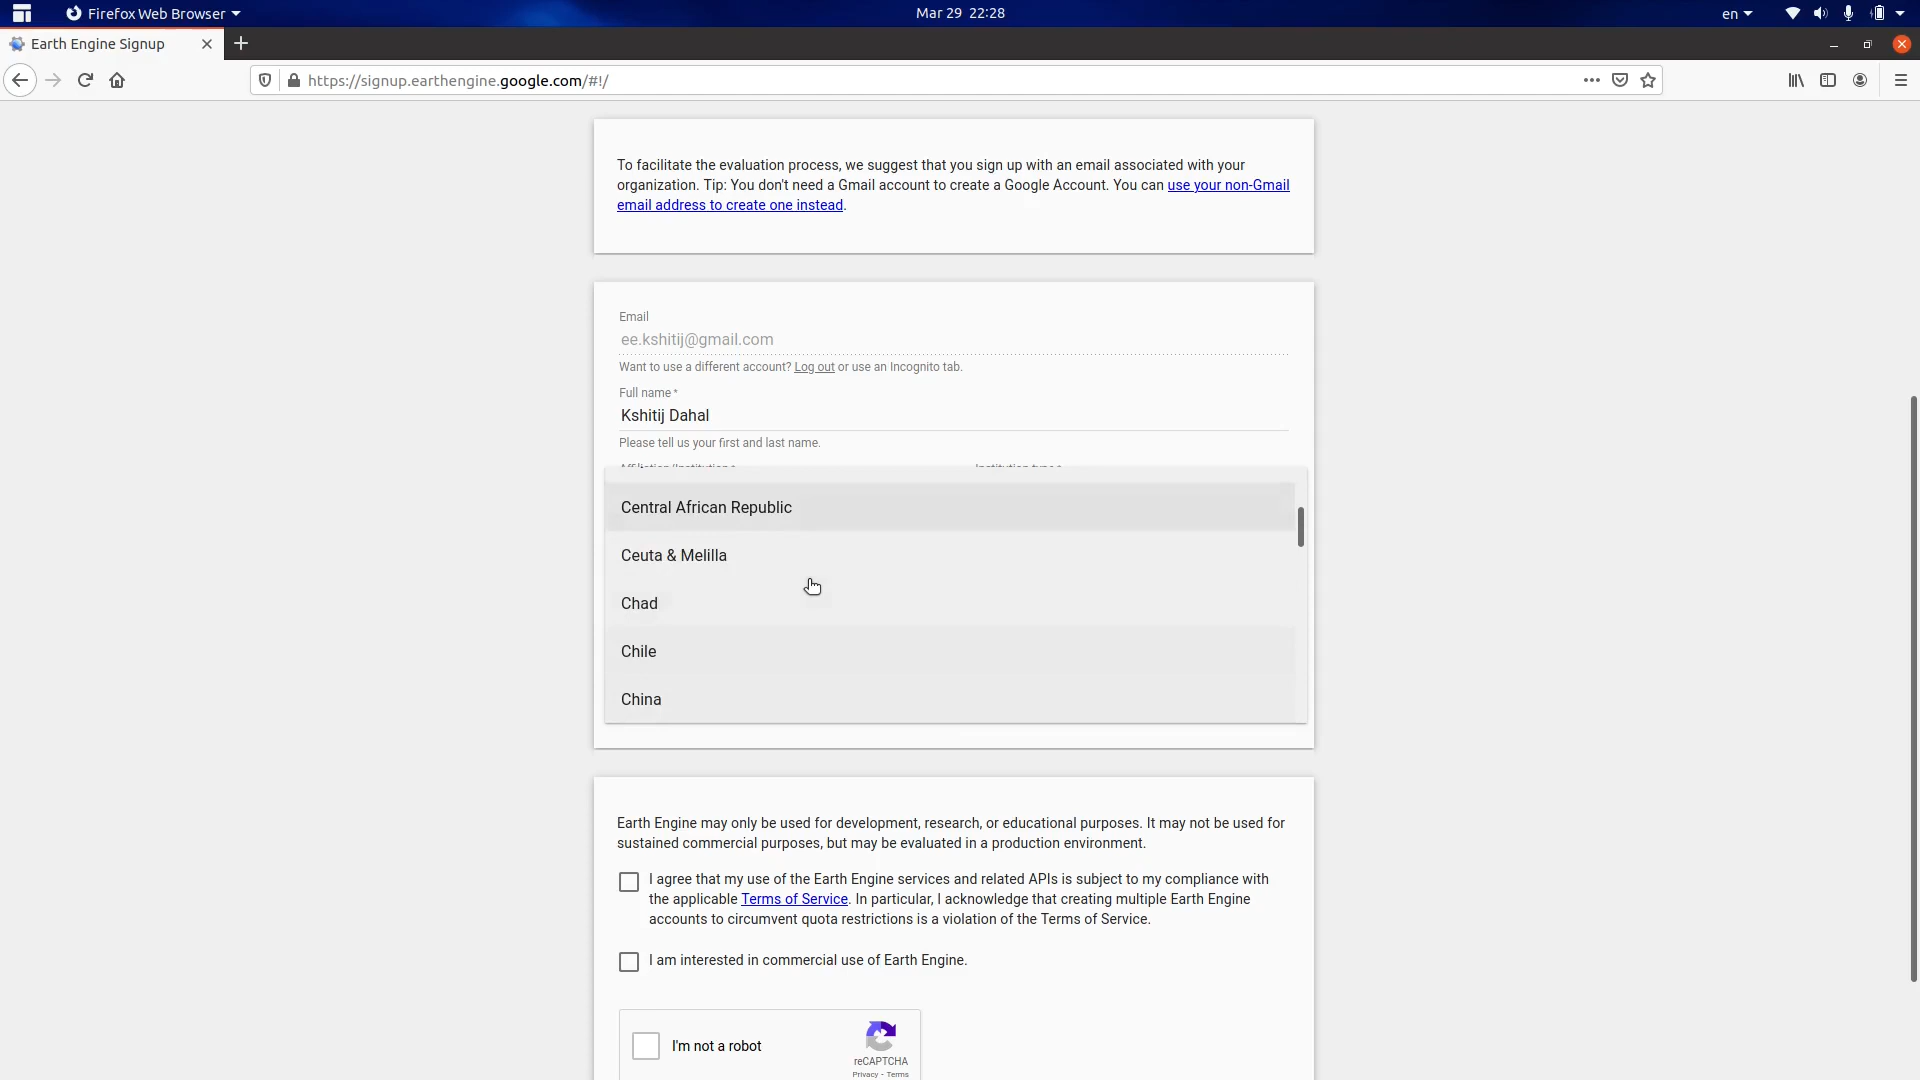 Firefox Web Browser
Mar 29 22:28
en
Earth Engine Signup
https://signup.earthengine.google.com/#!/
To facilitate the evaluation process, we suggest that you sign up with an email associated with your
organization. Tip: You don't need a Gmail account to create a Google Account. You can use your non-Gmail
email address to create one instead.
Email
ee.kshitij@gmail.com
Want to use a different account? Log out or use an Incognito tab.
Full name *
Kshitij Dahal
Please tell us your first and last name.
Central African Republic
Ceuta & Melilla
Chad
Chile
China
Earth Engine may only be used for development, research, or educational purposes. It may not be used for
sustained commercial purposes, but may be evaluated in a production environment.
I agree that my use of the Earth Engine services and related APIs is subject to my compliance with
the applicable Terms of Service. In particular, I acknowledge that creating multiple Earth Engine
accounts to circumvent quota restrictions is a violation of the Terms of Service.
I am interested in commercial use of Earth Engine.
I'm not a robot
reCAPTCHA
Privacy - Terms